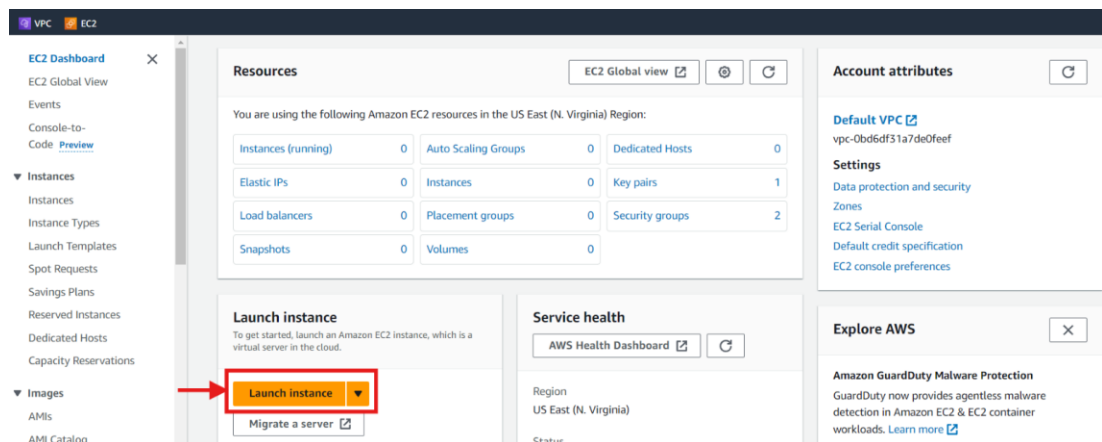 VPC EC2
EC2 Dashboard
EC2 Global View
Events
Console-to-
Code Preview
Instances
Instances
Instance Types
Launch Templates
Spot Requests
Savings Plans
Reserved Instances
Dedicated Hosts
Capacity Reservations
Images
AMIs
AMI Catalog
Resources
EC2 Global view
You are using the following Amazon EC2 resources in the US East (N. Virginia) Region:
Instances (running) 0 Auto Scaling Groups 0 Dedicated Hosts 0
Elastic IPs 0 Instances 0 Key pairs 1
Load balancers 0 Placement groups 0 Security groups 2
Snapshots 0 Volumes 0
Launch instance
To get started, launch an Amazon EC2 instance, which is a
virtual server in the cloud.
Launch instance
Migrate a server
Service health
AWS Health Dashboard
Region
US East (N. Virginia)
Status
Account attributes
Default VPC
vpc-0bd6df31a7de0feef
Settings
Data protection and security
Zones
EC2 Serial Console
Default credit specification
EC2 console preferences
Explore AWS
Amazon GuardDuty Malware Protection
GuardDuty now provides agentless malware
detection in Amazon EC2 & EC2 container
workloads. Learn more